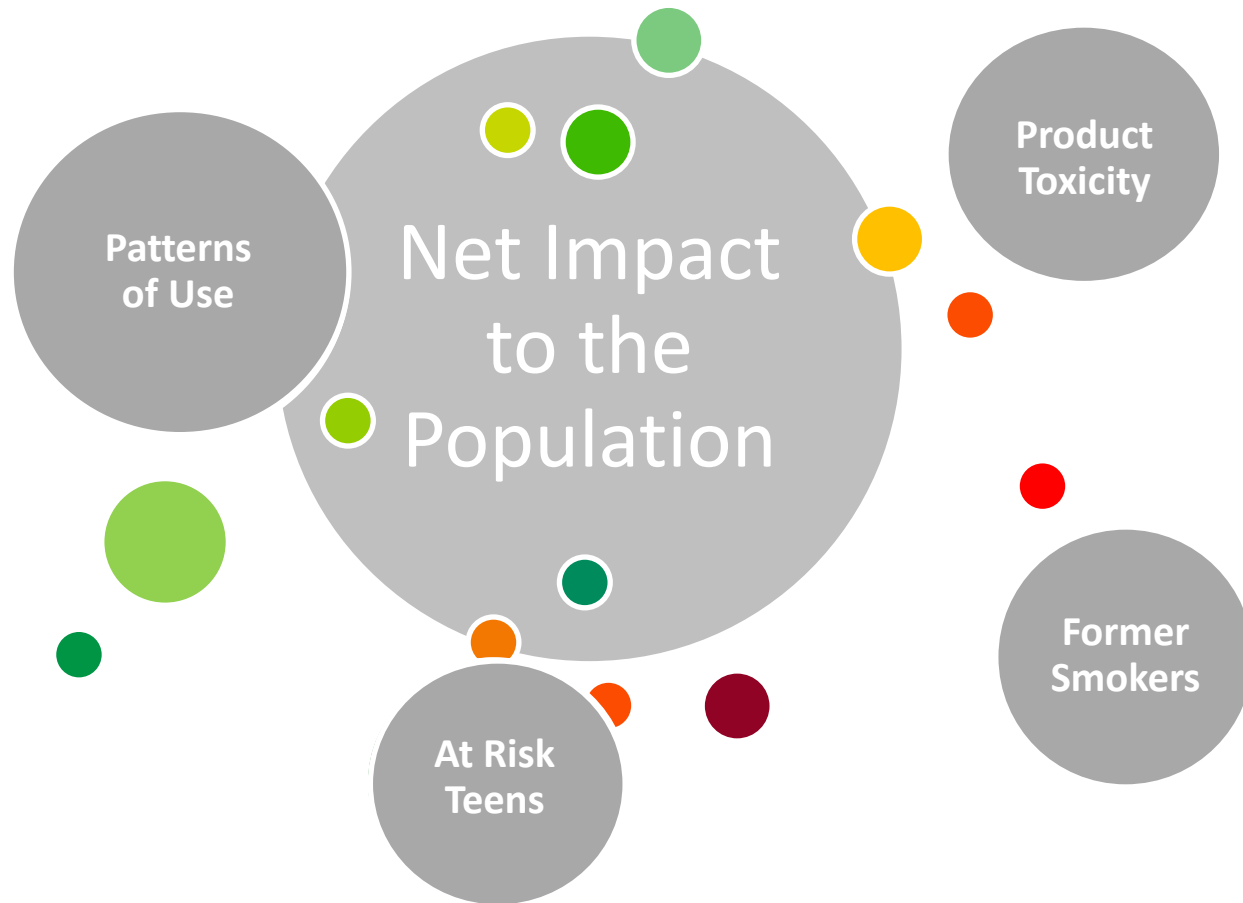 Patterns
of Use
Net Impact
to the
Population
Product
Toxicity
Former
Smokers
At Risk
Teens